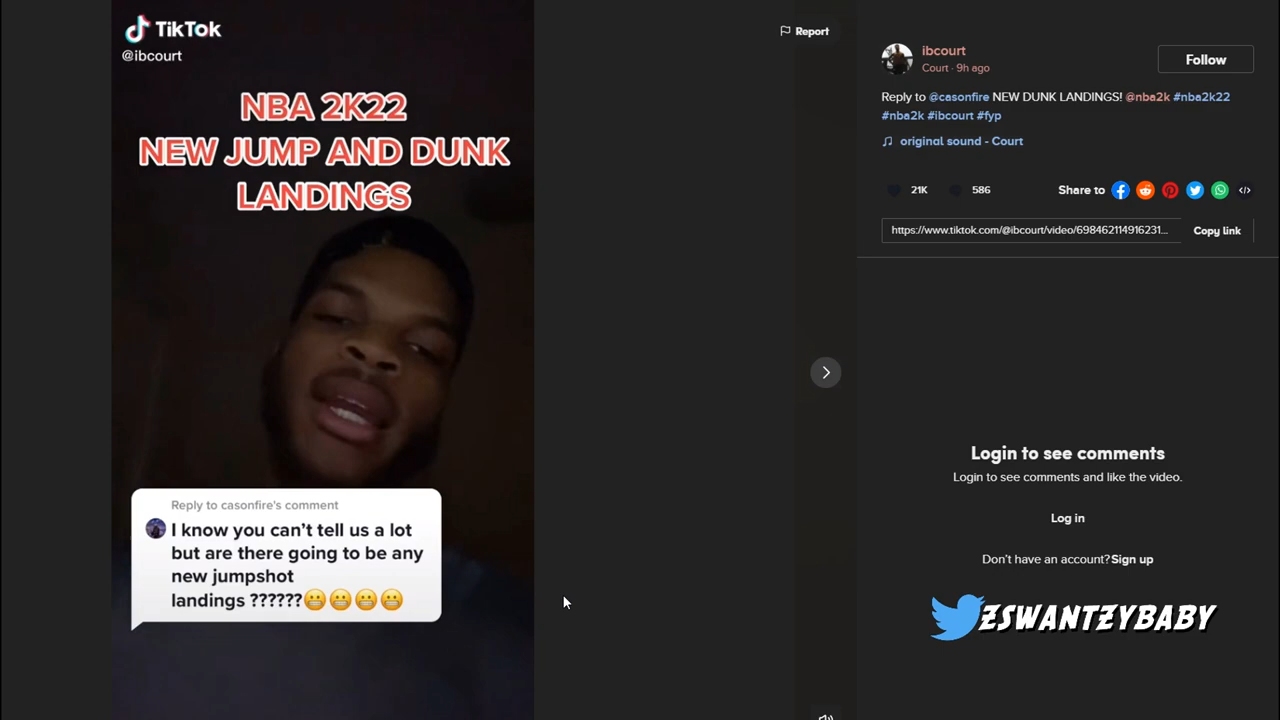 TikTok
@ibcourt
NBA 2K22
NEW JUMP AND DUNK
LANDINGS
Reply to casonfire's comment
I know you can’t tell us a lot
but are there going to be any
new jumpshot
landings ??????😬😬😬😬
Report
ibcourt
Court · 9h ago
Follow
Reply to @casonfire NEW DUNK LANDINGS! @nba2k #nba2k22
#nba2k #ibcourt #fyp
original sound - Court
21K 586 Share to
https://www.tiktok.com/@ibcourt/video/698462114916231... Copy link
Login to see comments
Login to see comments and like the video.
Log in
Don’t have an account? Sign up
ZSWANTZYBABY